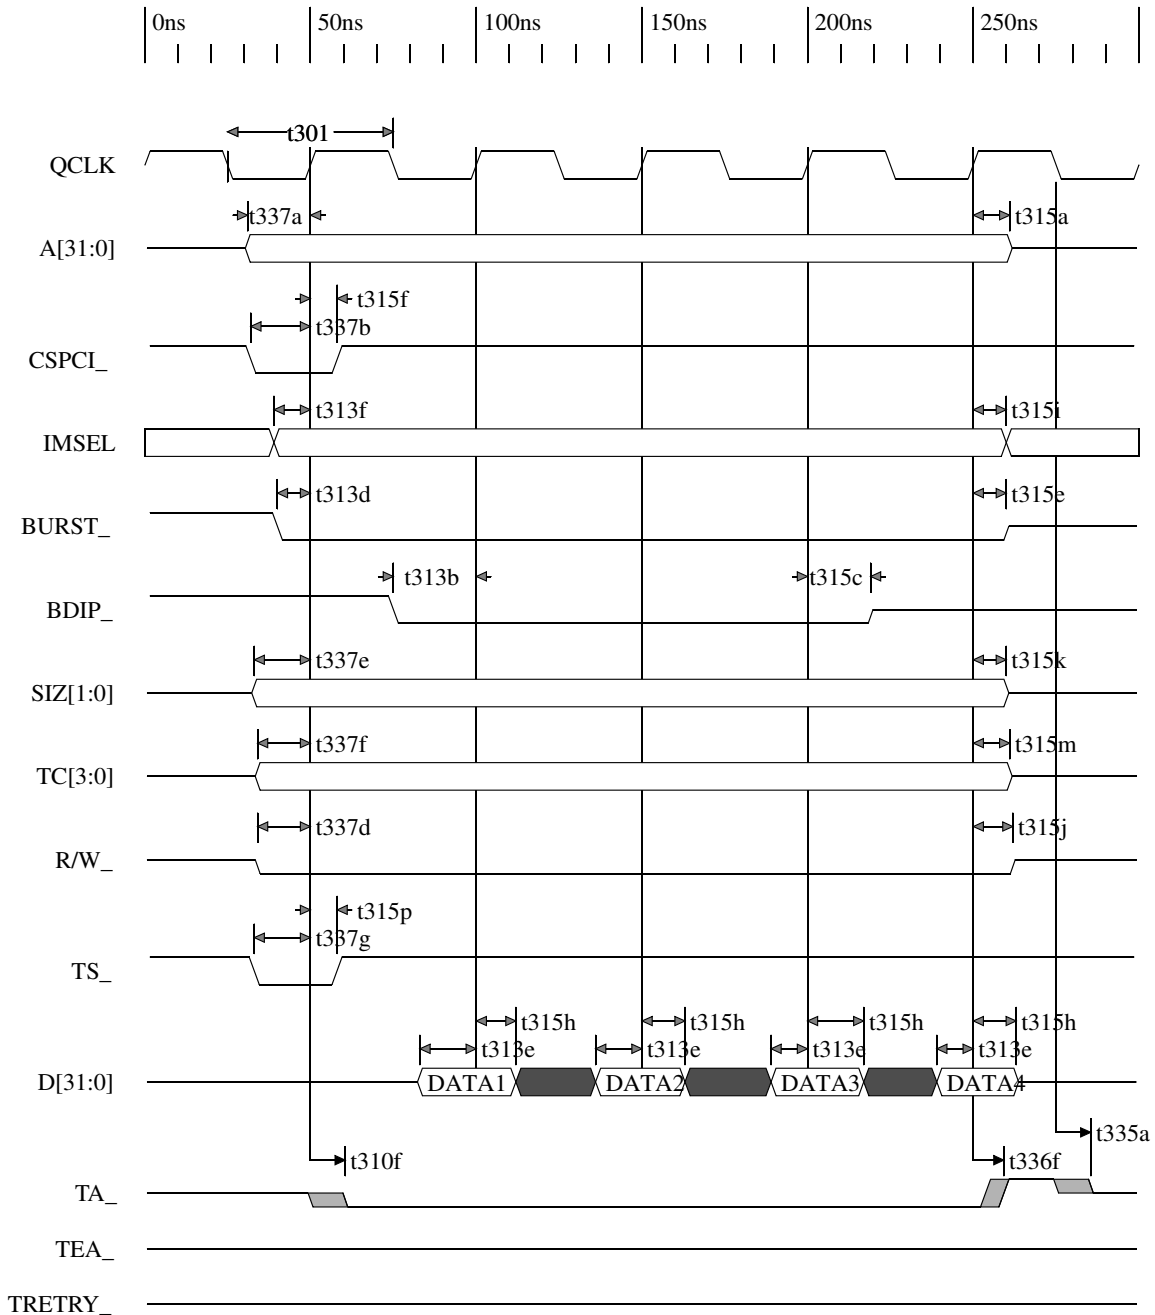 0ns 50ns 100ns 150ns 200ns 250ns
t301
QCLK
t337a t315a
A[31:0]
t315f
t337b
CSPCI_
t313f t315i
IMSEL
t313d t315e
BURST_
t313b t315c
BDIP_
t337e t315k
SIZ[1:0]
t337f t315m
TC[3:0]
t337d t315j
R/W_
t315p
t337g
TS_
t315h t315h t315h t315h
t313e t313e t313e t313e
D[31:0] DATA1 DATA2 DATA3 DATA4
t335a
t310f t336f
TA_
TEA_
TRETRY_